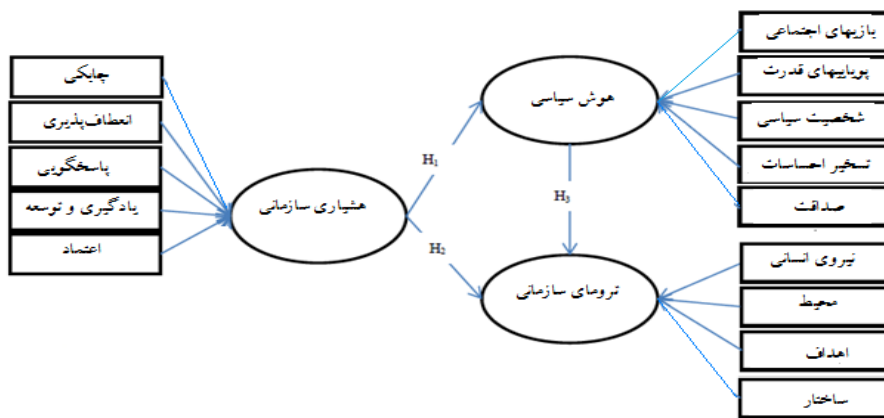 بازیهای اجتماعی
پویاییهای قدرت
شخصیت سیاسی
تسخیر احساسات
صداقت
هوش سیاسی
چابکی
انعطاف‌پذیری
پاسخگویی
یادگیری و توسعه
اعتماد
هشیاری سازمانی
H1
H2
H3
ترومای سازمانی
نیروی انسانی
محیط
اهداف
ساختار